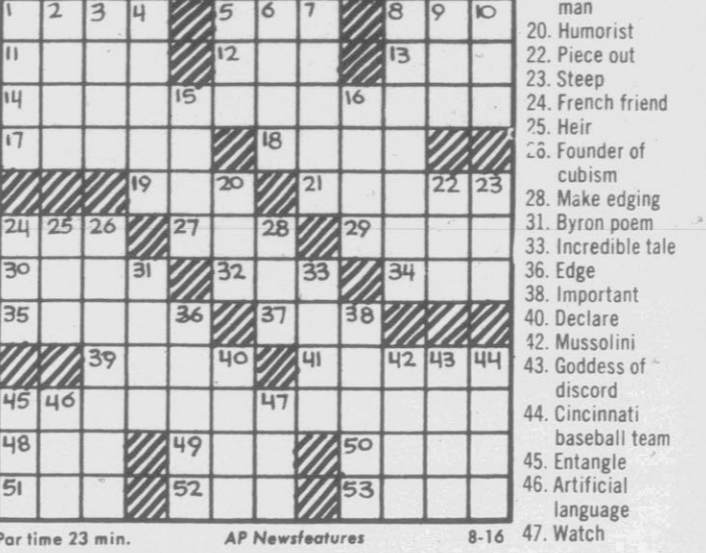 1 2 3 4 5 6 7 8 9 10
11 12 13
14 15 16
17 18
19 20 21 22 23
24 25 26 27 28 29
30 31 32 33 34
35 36 37 38
39 40 41 42 43 44
45 46 47
48 49 50
51 52 53
Par time 23 min. AP Newsfeatures 8-16
man
20. Humorist
22. Piece out
23. Steep
24. French friend
25. Heir
26. Founder of
cubism
28. Make edging
31. Byron poem
33. Incredible tale
36. Edge
38. Important
40. Declare
42. Mussolini
43. Goddess of
discord
44. Cincinnati
baseball team
45. Entangle
46. Artificial
language
47. Watch